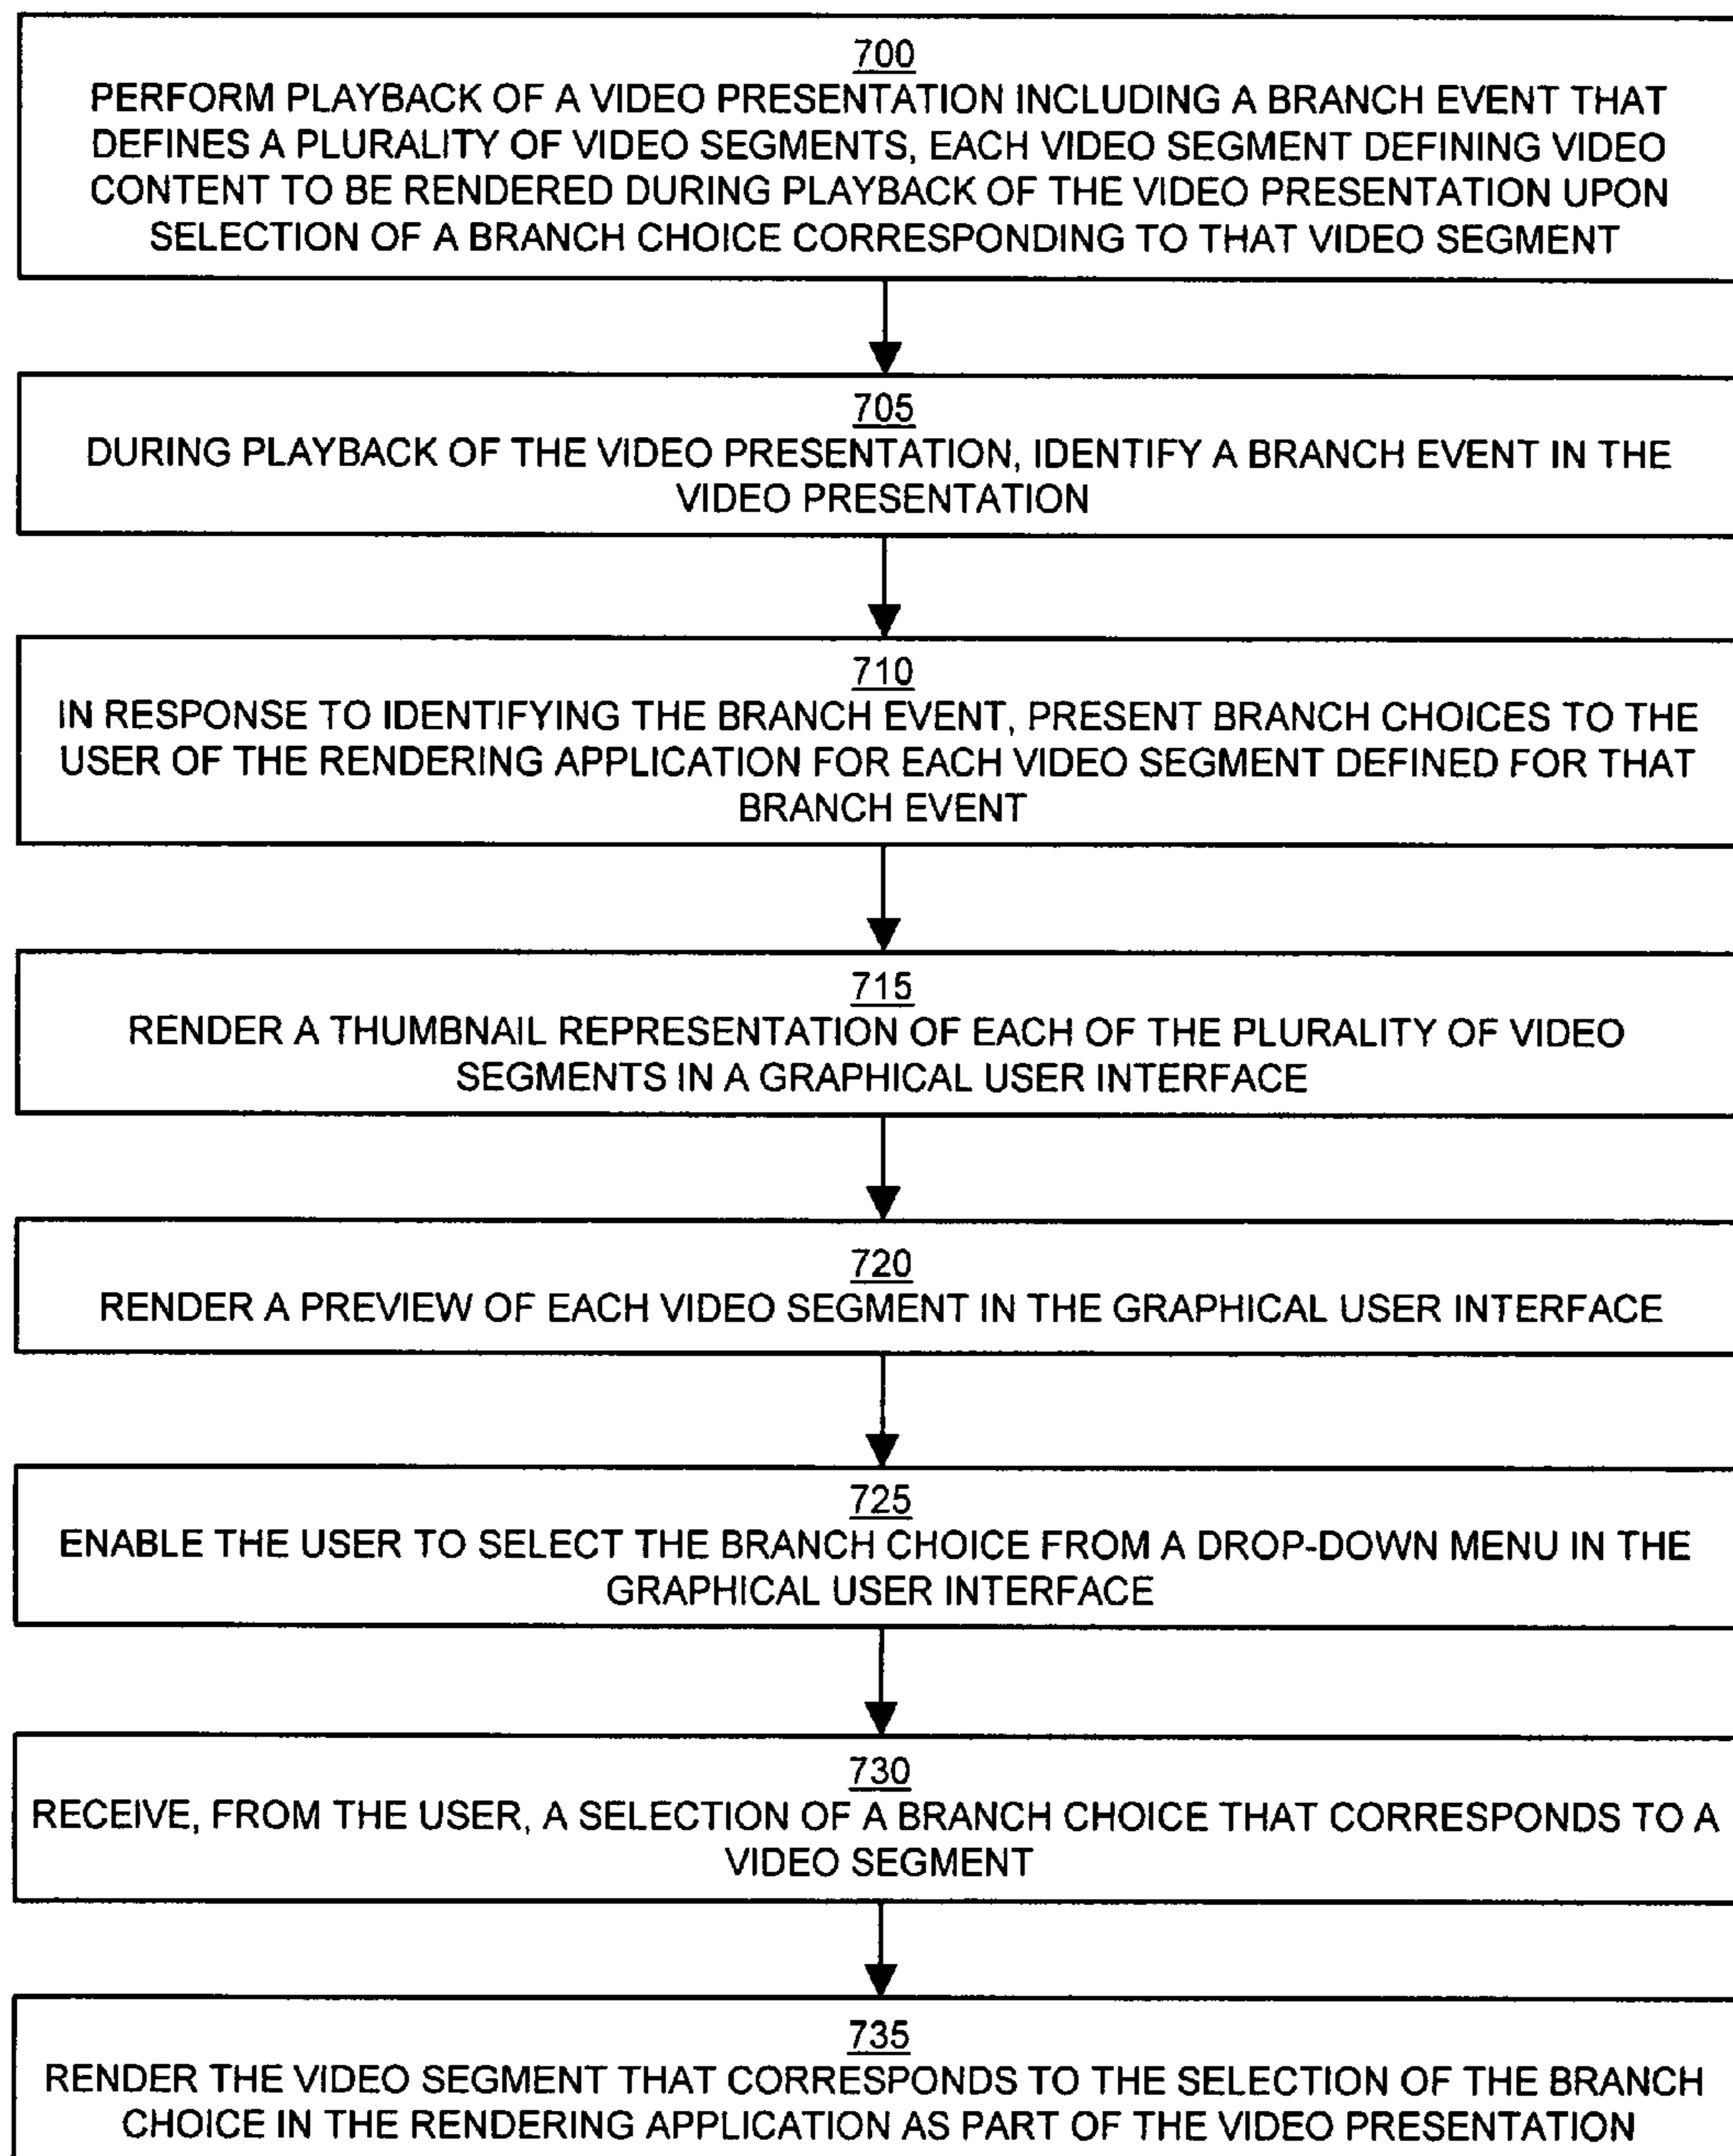 700
PERFORM PLAYBACK OF A VIDEO PRESENTATION INCLUDING A BRANCH EVENT THAT
DEFINES A PLURALITY OF VIDEO SEGMENTS, EACH VIDEO SEGMENT DEFINING VIDEO
CONTENT TO BE RENDERED DURING PLAYBACK OF THE VIDEO PRESENTATION UPON
SELECTION OF A BRANCH CHOICE CORRESPONDING TO THAT VIDEO SEGMENT
705
DURING PLAYBACK OF THE VIDEO PRESENTATION, IDENTIFY A BRANCH EVENT IN THE
VIDEO PRESENTATION
710
IN RESPONSE TO IDENTIFYING THE BRANCH EVENT, PRESENT BRANCH CHOICES TO THE
USER OF THE RENDERING APPLICATION FOR EACH VIDEO SEGMENT DEFINED FOR THAT
BRANCH EVENT
715
RENDER A THUMBNAIL REPRESENTATION OF EACH OF THE PLURALITY OF VIDEO
SEGMENTS IN A GRAPHICAL USER INTERFACE
720
RENDER A PREVIEW OF EACH VIDEO SEGMENT IN THE GRAPHICAL USER INTERFACE
725
ENABLE THE USER TO SELECT THE BRANCH CHOICE FROM A DROP-DOWN MENU IN THE
GRAPHICAL USER INTERFACE
730
RECEIVE, FROM THE USER, A SELECTION OF A BRANCH CHOICE THAT CORRESPONDS TO A
VIDEO SEGMENT
735
RENDER THE VIDEO SEGMENT THAT CORRESPONDS TO THE SELECTION OF THE BRANCH
CHOICE IN THE RENDERING APPLICATION AS PART OF THE VIDEO PRESENTATION